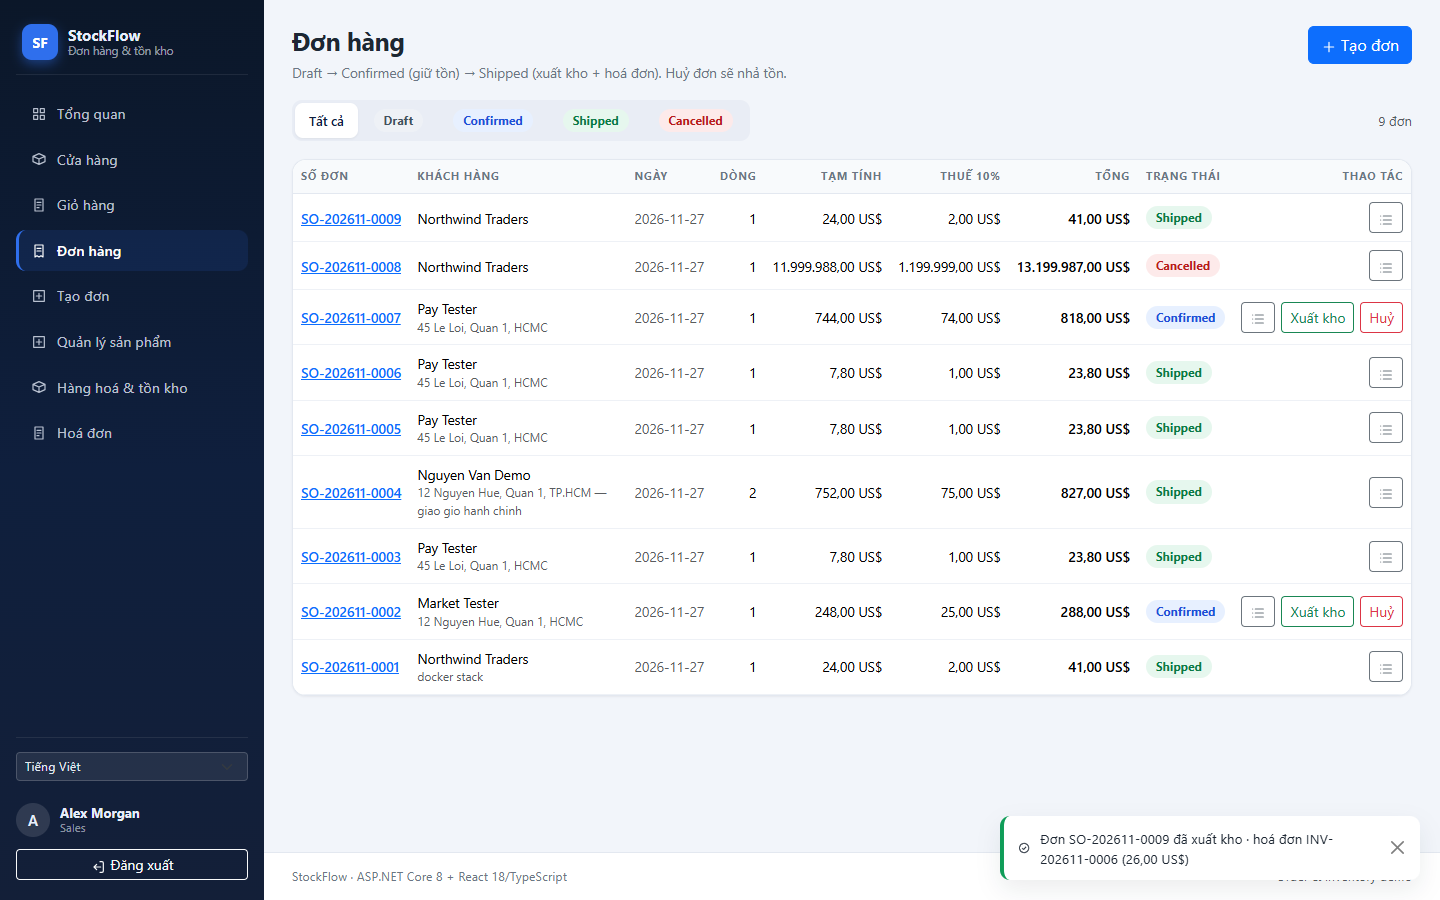 SF
StockFlow
Đơn hàng & tồn kho
Tổng quan
Cửa hàng
Giỏ hàng
Đơn hàng
Tạo đơn
Quản lý sản phẩm
Hàng hoá & tồn kho
Hoá đơn
Tiếng Việt
A
Alex Morgan
Sales
Đăng xuất
Đơn hàng
Draft → Confirmed (giữ tồn) → Shipped (xuất kho + hoá đơn). Huỷ đơn sẽ nhả tồn.
+ Tạo đơn
Tất cả Draft Confirmed Shipped Cancelled
9 đơn
SỐ ĐƠN KHÁCH HÀNG NGÀY DÒNG TẠM TÍNH THUẾ 10% TỔNG TRẠNG THÁI THAO TÁC
SO-202611-0009 Northwind Traders 2026-11-27 1 24,00 US$ 2,00 US$ 41,00 US$ Shipped
SO-202611-0008 Northwind Traders 2026-11-27 1 11.999.988,00 US$ 1.199.999,00 US$ 13.199.987,00 US$ Cancelled
SO-202611-0007 Pay Tester 2026-11-27 1 744,00 US$ 74,00 US$ 818,00 US$ Confirmed Xuất kho Huỷ
45 Le Loi, Quan 1, HCMC
SO-202611-0006 Pay Tester 2026-11-27 1 7,80 US$ 1,00 US$ 23,80 US$ Shipped
45 Le Loi, Quan 1, HCMC
SO-202611-0005 Pay Tester 2026-11-27 1 7,80 US$ 1,00 US$ 23,80 US$ Shipped
45 Le Loi, Quan 1, HCMC
SO-202611-0004 Nguyen Van Demo 2026-11-27 2 752,00 US$ 75,00 US$ 827,00 US$ Shipped
12 Nguyen Hue, Quan 1, TP.HCM —
giao gio hanh chinh
SO-202611-0003 Pay Tester 2026-11-27 1 7,80 US$ 1,00 US$ 23,80 US$ Shipped
45 Le Loi, Quan 1, HCMC
SO-202611-0002 Market Tester 2026-11-27 1 248,00 US$ 25,00 US$ 288,00 US$ Confirmed Xuất kho Huỷ
12 Nguyen Hue, Quan 1, HCMC
SO-202611-0001 Northwind Traders 2026-11-27 1 24,00 US$ 2,00 US$ 41,00 US$ Shipped
docker stack
Đơn SO-202611-0009 đã xuất kho · hoá đơn INV-
202611-0006 (26,00 US$)
StockFlow · ASP.NET Core 8 + React 18/TypeScript